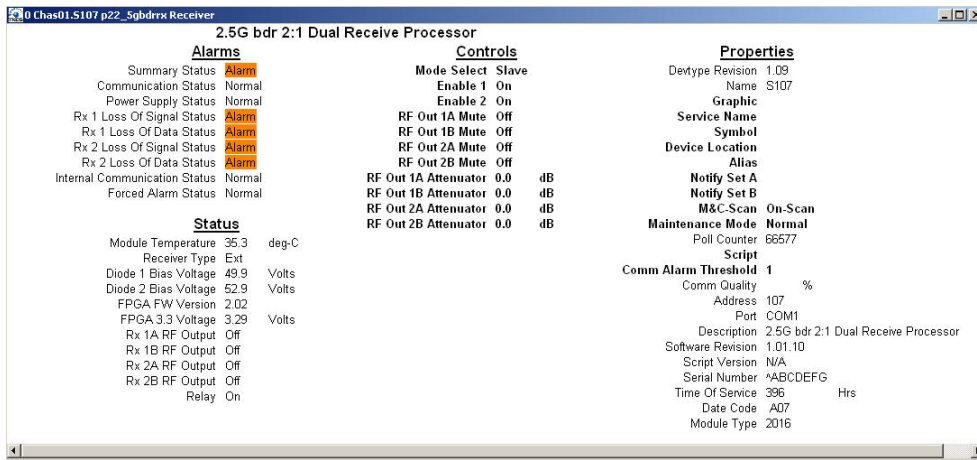 0 Chas01.S107 p22_5gbdrrx Receiver
2.5G bdr 2:1 Dual Receive Processor
Alarms
Summary Status Alarm
Communication Status Normal
Power Supply Status Normal
Rx 1 Loss Of Signal Status Alarm
Rx 1 Loss Of Data Status Alarm
Rx 2 Loss Of Signal Status Alarm
Rx 2 Loss Of Data Status Alarm
Internal Communication Status Normal
Forced Alarm Status Normal
Status
Module Temperature 35.3 deg-C
Receiver Type Ext
Diode 1 Bias Voltage 49.9 Volts
Diode 2 Bias Voltage 52.9 Volts
FPGA FW Version 2.02
FPGA 3.3 Voltage 3.29 Volts
Rx 1A RF Output Off
Rx 1B RF Output Off
Rx 2A RF Output Off
Rx 2B RF Output Off
Relay On
Controls
Mode Select Slave
Enable 1 On
Enable 2 On
RF Out 1A Mute Off
RF Out 1B Mute Off
RF Out 2A Mute Off
RF Out 2B Mute Off
RF Out 1A Attenuator 0.0 dB
RF Out 1B Attenuator 0.0 dB
RF Out 2A Attenuator 0.0 dB
RF Out 2B Attenuator 0.0 dB
Properties
Devtype Revision 1.09
Name S107
Graphic
Service Name
Symbol
Device Location
Alias
Notify Set A
Notify Set B
M&C-Scan On-Scan
Maintenance Mode Normal
Poll Counter 66577
Script
Comm Alarm Threshold 1
Comm Quality %
Address 107
Port COM1
Description 2.5G bdr 2:1 Dual Receive Processor
Software Revision 1.01.10
Script Version N/A
Serial Number ^ABCDEFG
Time Of Service 396 Hrs
Date Code A07
Module Type 2016